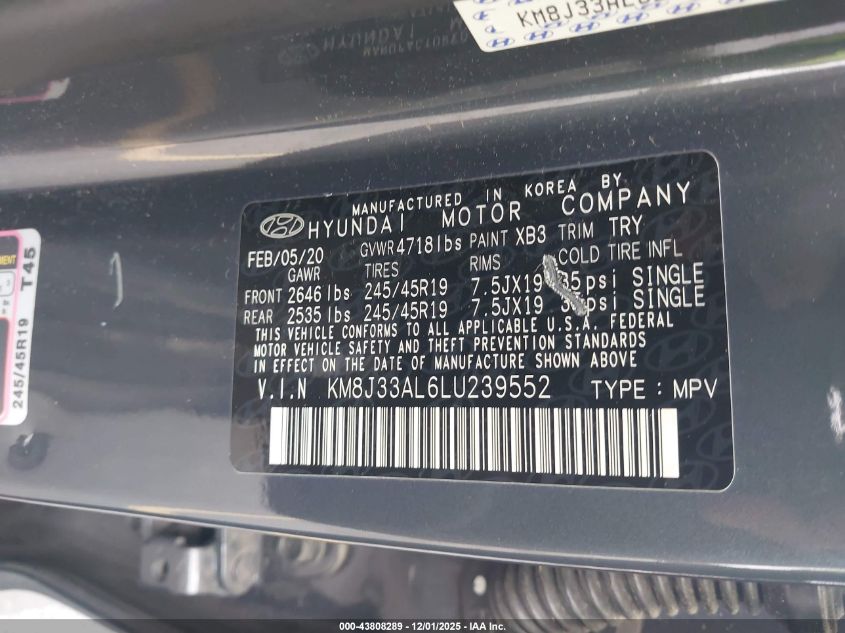 KM8J33AL6
MANUFACTURED IN KOREA BY.
HYUNDAI MOTOR COMPANY
FEB/05/20 GVWR 4718 lbs PAINT XB3 TRIM TRY
GAWR TIRES RIMS COLD TIRE INFL
FRONT 2646 lbs 245/45R19 7.5JX19 35 psi SINGLE
REAR 2535 lbs 245/45R19 7.5JX19 35 psi SINGLE
THIS VEHICLE CONFORMS TO ALL APPLICABLE U.S.A. FEDERAL
MOTOR VEHICLE SAFETY AND THEFT PREVENTION STANDARDS
IN EFFECT ON THE DATE OF MANUFACTURE SHOWN ABOVE.
V.I.N KM8J33AL6LU239552 TYPE : MPV
245/45R19 T45
000-43808289 - 12/01/2025 - IAA Inc.